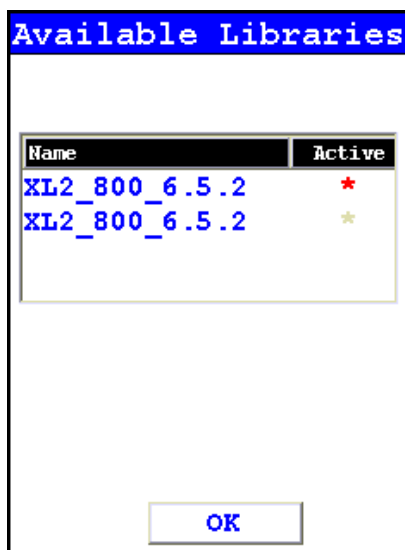 Available Libraries
Name Active
XL2_800_6.5.2 *
XL2_800_6.5.2 *
OK